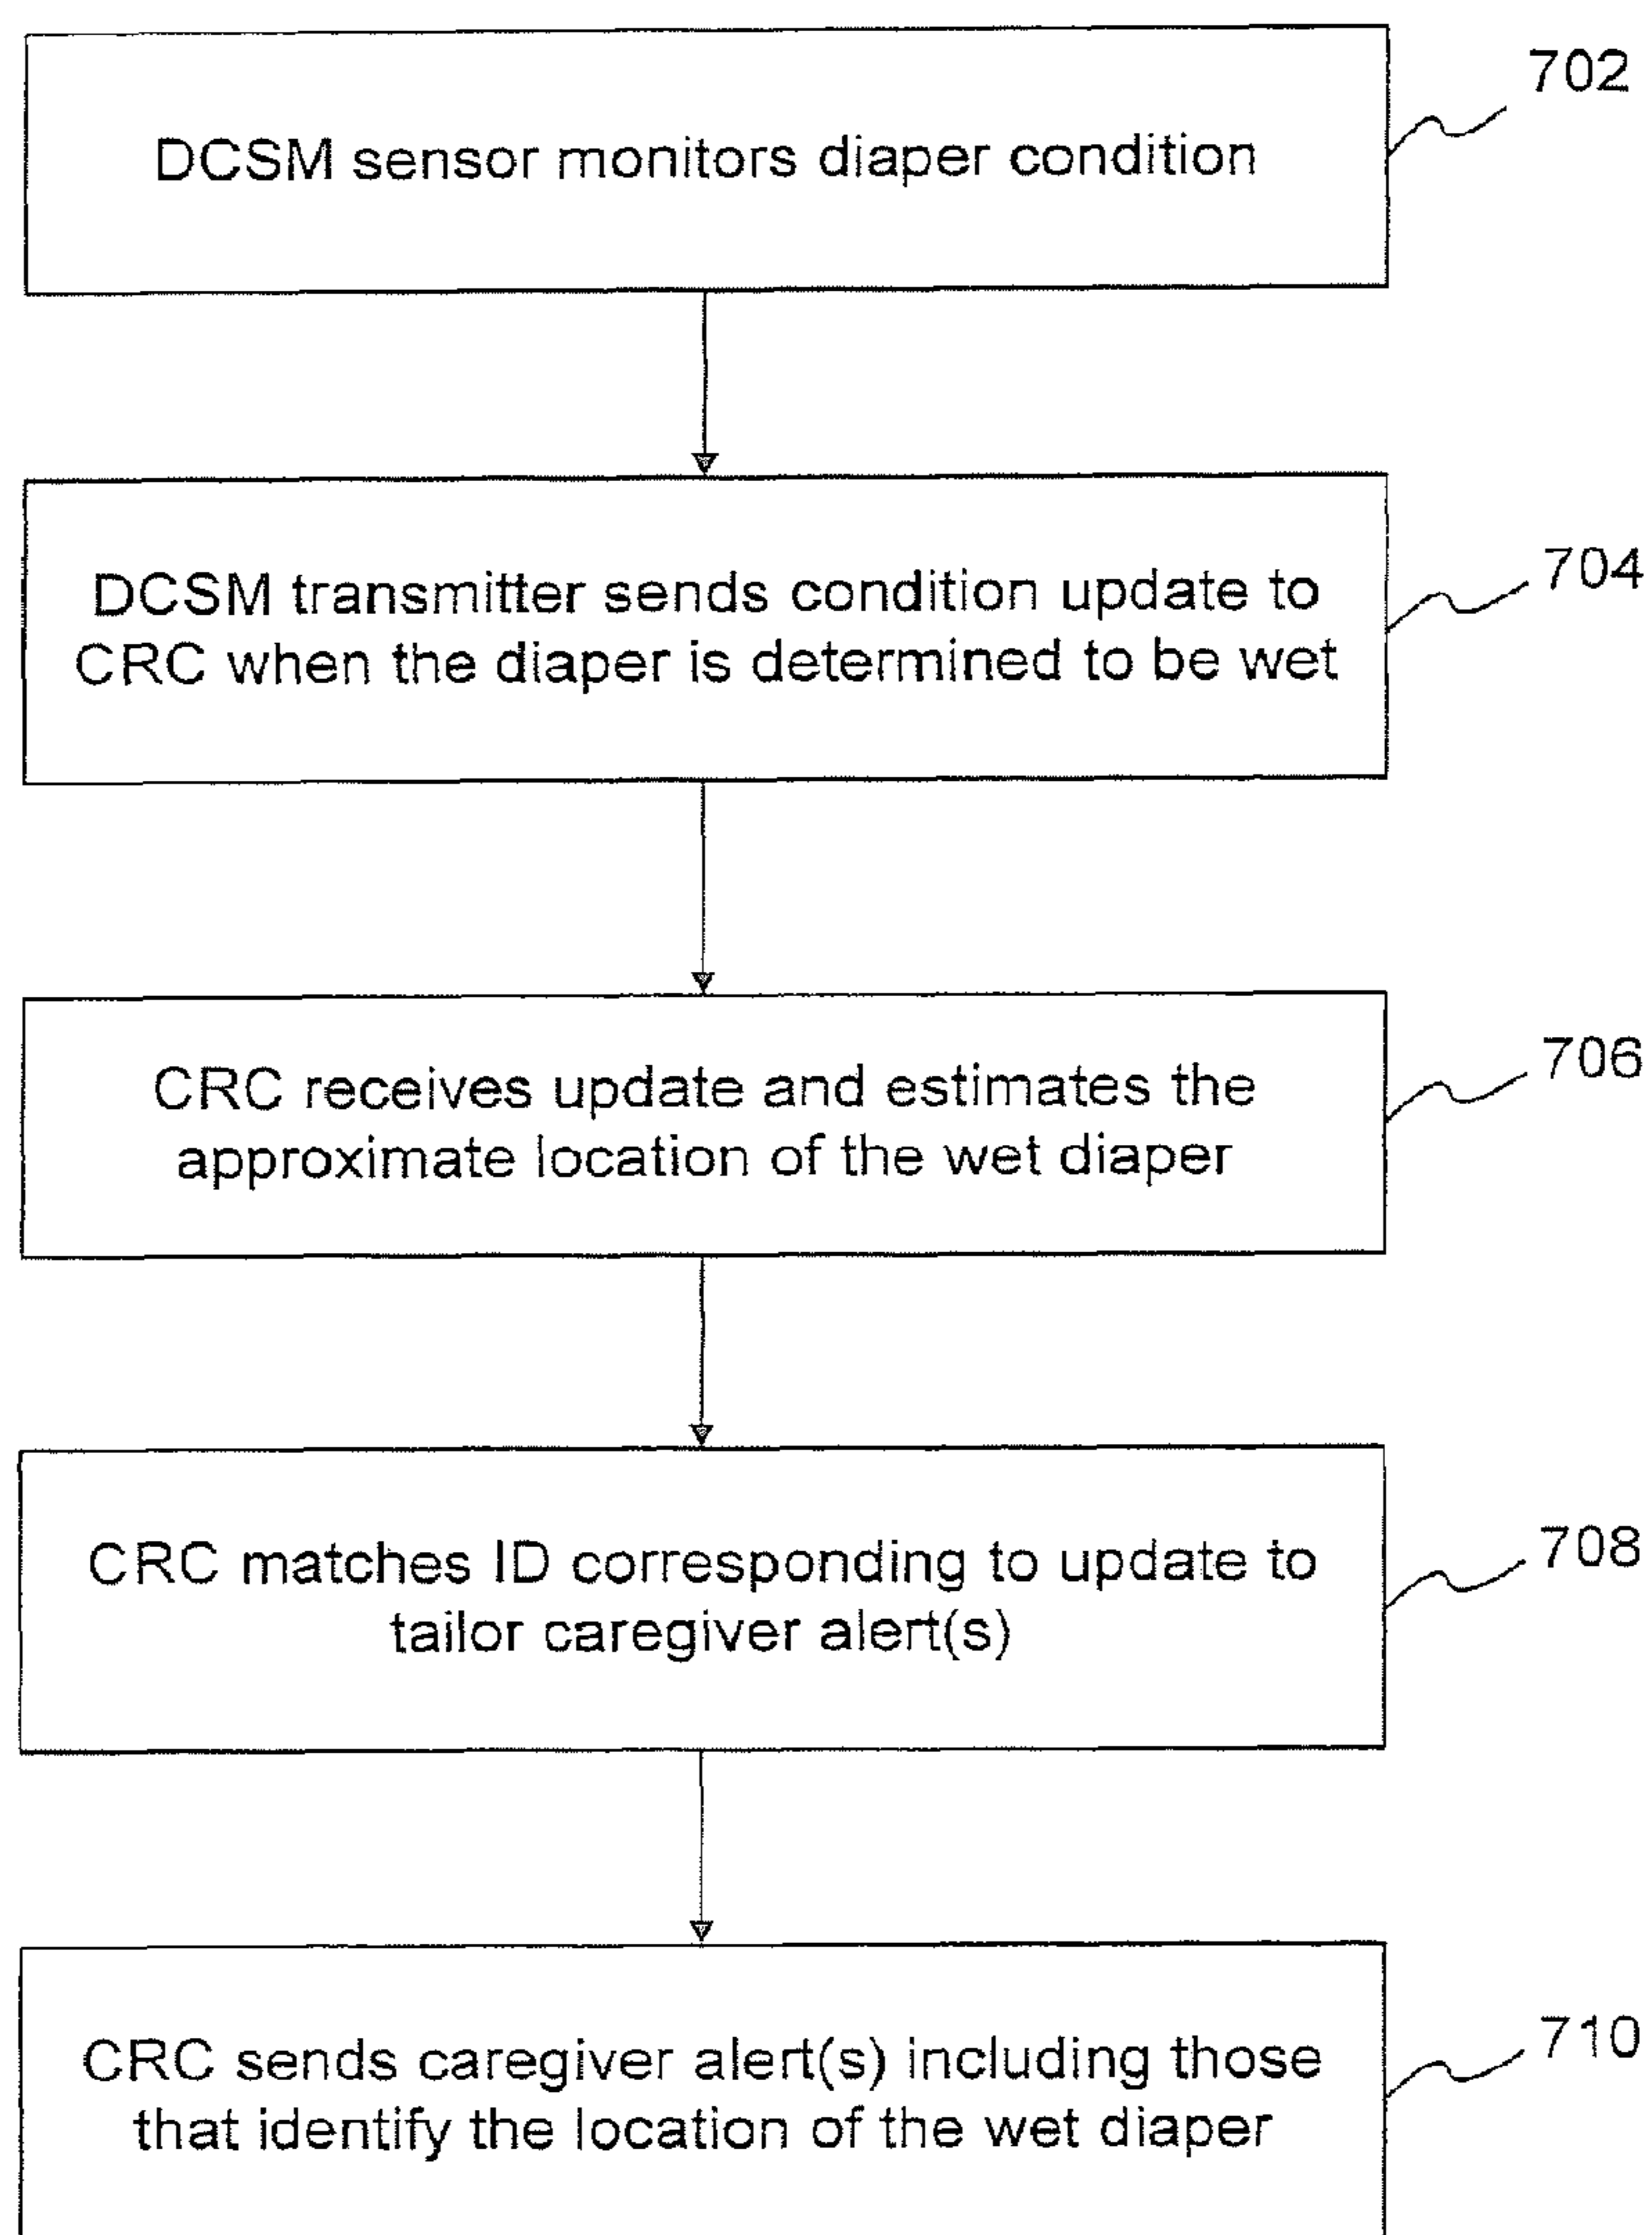 702
DCSM sensor monitors diaper condition
704
DCSM transmitter sends condition update to
CRC when the diaper is determined to be wet
706
CRC receives update and estimates the
approximate location of the wet diaper
708
CRC matches ID corresponding to update to
tailor caregiver alert(s)
710
CRC sends caregiver alert(s) including those
that identify the location of the wet diaper